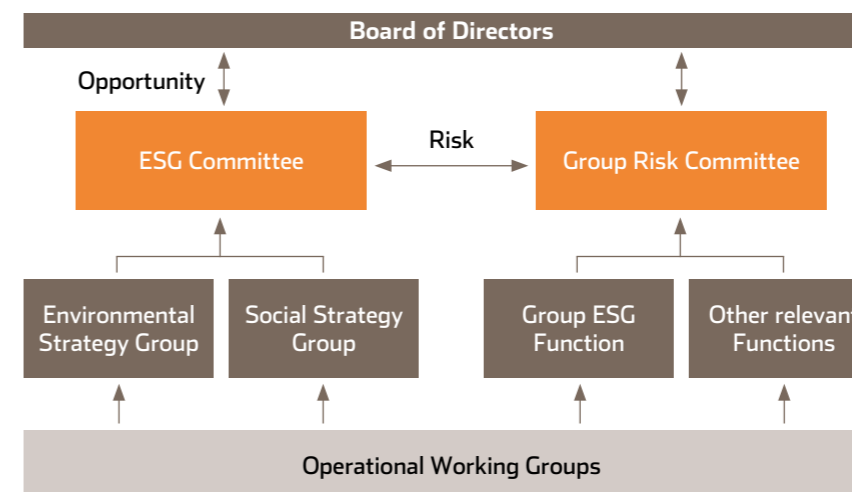 Board of Directors
Opportunity
ESG Committee
Risk
Group Risk Committee
Environmental
Strategy Group
Social Strategy
Group
Group ESG
Function
Other relevant
Functions
Operational Working Groups